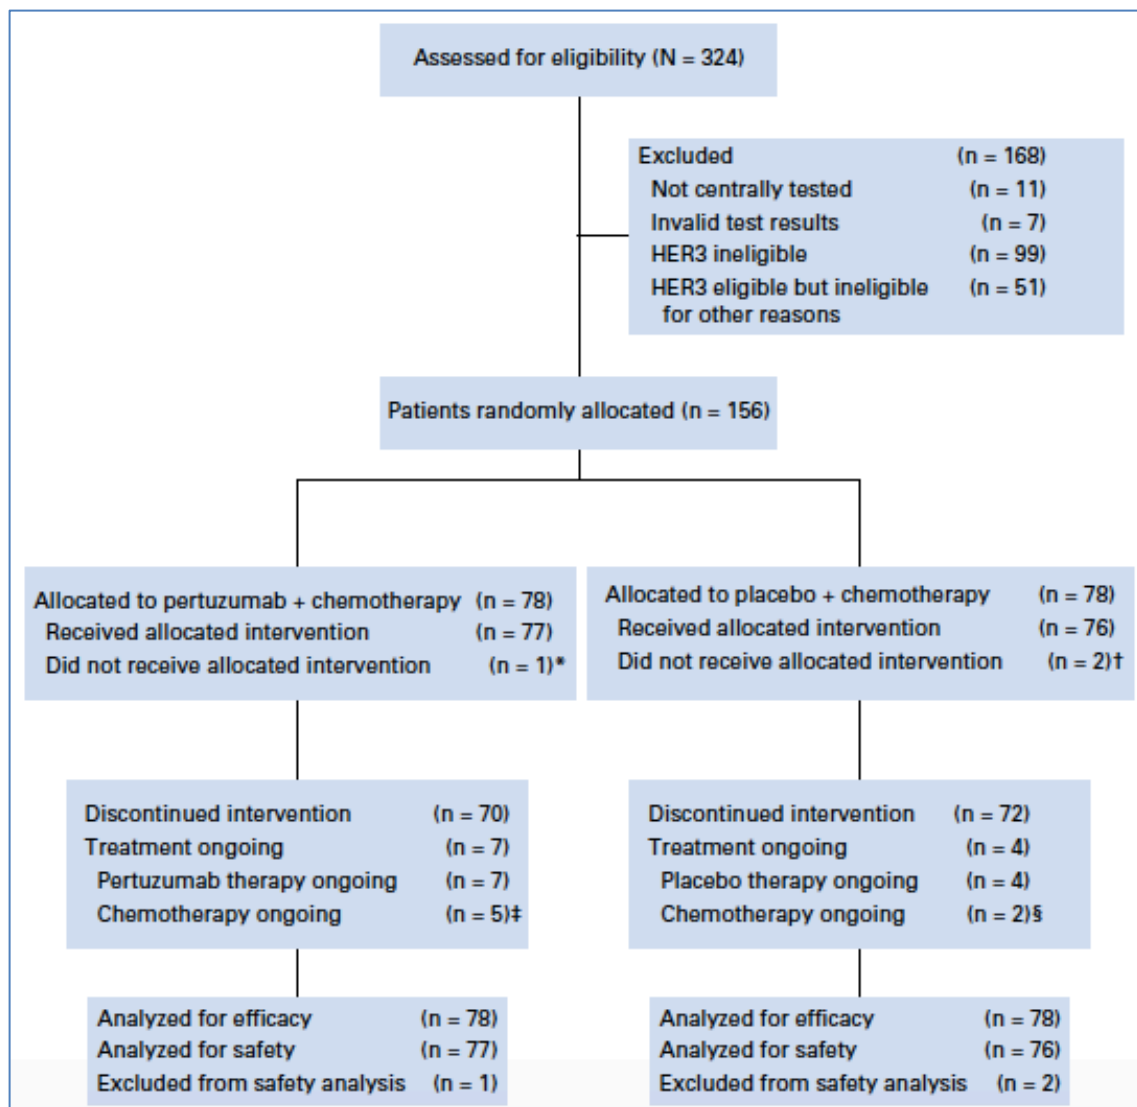 Assessed for eligibility (N = 324)
Excluded (n = 168)
Not centrally tested (n = 11)
Invalid test results (n = 7)
HER3 ineligible (n = 99)
HER3 eligible but ineligible (n = 51)
for other reasons
Patients randomly allocated (n = 156)
Allocated to pertuzumab + chemotherapy (n = 78)
Received allocated intervention (n = 77)
Did not receive allocated intervention (n = 1)*
Allocated to placebo + chemotherapy (n = 78)
Received allocated intervention (n = 76)
Did not receive allocated intervention (n = 2)†
Discontinued intervention (n = 70)
Treatment ongoing (n = 7)
Pertuzumab therapy ongoing (n = 7)
Chemotherapy ongoing (n = 5)‡
Discontinued intervention (n = 72)
Treatment ongoing (n = 4)
Placebo therapy ongoing (n = 4)
Chemotherapy ongoing (n = 2)§
Analyzed for efficacy (n = 78)
Analyzed for safety (n = 77)
Excluded from safety analysis (n = 1)
Analyzed for efficacy (n = 78)
Analyzed for safety (n = 76)
Excluded from safety analysis (n = 2)